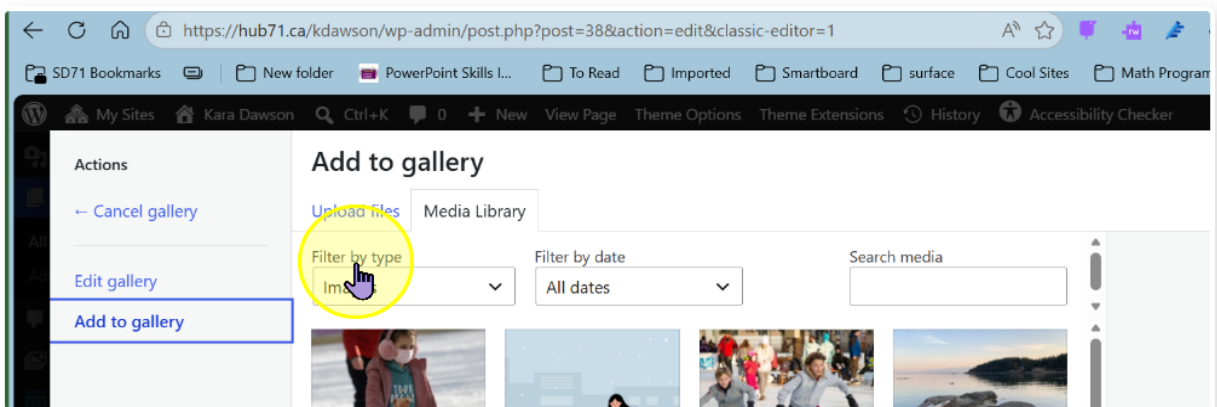 https://hub71.ca/kdawson/wp-admin/post.php?post=38&action=edit&classic-editor=1
SD71 Bookmarks New folder PowerPoint Skills I... To Read Imported Smartboard surface Cool Sites Math Program
My Sites Kara Dawson Ctrl+K 0 New View Page Theme Options Theme Extensions History Accessibility Checker
Actions
← Cancel gallery
Edit gallery
Add to gallery
Add to gallery
Upload files Media Library
Filter by type Filter by date Search media
Images All dates